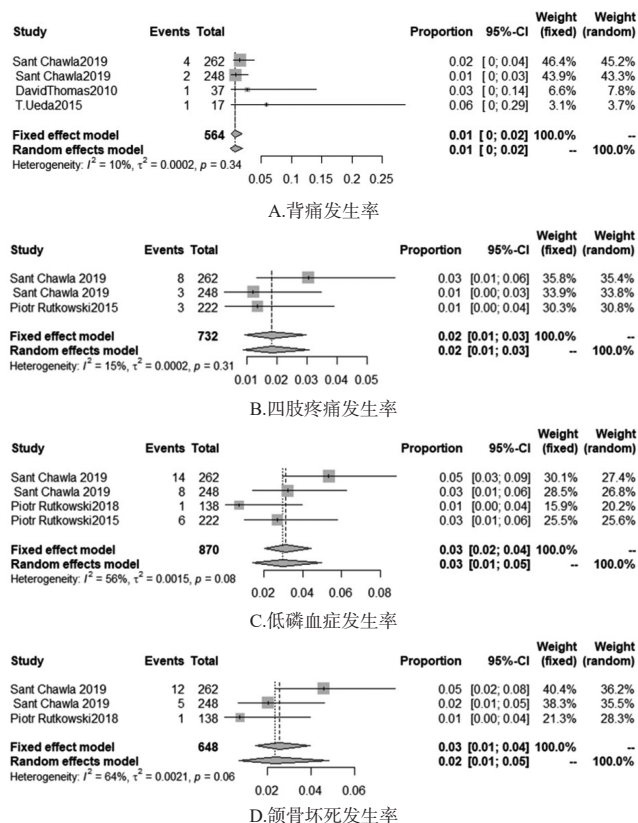 Weight Weight
Study Events Total Proportion 95%-CI (fixed) (random)
Sant Chawla2019 4 262 0.02 [ 0; 0.04] 46.4% 45.2%
Sant Chawla2019 2 248 0.01 [ 0; 0.03] 43.9% 43.3%
DavidThomas2010 1 37 0.03 [ 0; 0.14] 6.6% 7.8%
T.Ueda2015 1 17 0.06 [ 0; 0.29] 3.1% 3.7%
Fixed effect model 564 0.01 [ 0; 0.02] 100.0% --
Random effects model 0.01 [ 0; 0.02] -- 100.0%
Heterogeneity: I² = 10%, τ² = 0.0002, p = 0.34
0.05 0.1 0.15 0.2 0.25
A.背痛发生率
Weight Weight
Study Events Total Proportion 95%-CI (fixed) (random)
Sant Chawla 2019 8 262 0.03 [0.01; 0.06] 35.8% 35.4%
Sant Chawla 2019 3 248 0.01 [0.00; 0.03] 33.9% 33.8%
Piotr Rutkowski2015 3 222 0.01 [0.00; 0.04] 30.3% 30.8%
Fixed effect model 732 0.02 [0.01; 0.03] 100.0% --
Random effects model 0.02 [0.01; 0.03] -- 100.0%
Heterogeneity: I² = 15%, τ² = 0.0002, p = 0.31
0.01 0.02 0.03 0.04 0.05
B.四肢疼痛发生率
Weight Weight
Study Events Total Proportion 95%-CI (fixed) (random)
Sant Chawla 2019 14 262 0.05 [0.03; 0.09] 30.1% 27.4%
Sant Chawla 2019 8 248 0.03 [0.01; 0.06] 28.5% 26.8%
Piotr Rutkowski2018 1 138 0.01 [0.00; 0.04] 15.9% 20.2%
Piotr Rutkowski2015 6 222 0.03 [0.01; 0.06] 25.5% 25.6%
Fixed effect model 870 0.03 [0.02; 0.04] 100.0% --
Random effects model 0.03 [0.01; 0.05] -- 100.0%
Heterogeneity: I² = 56%, τ² = 0.0015, p = 0.08
0.02 0.04 0.06 0.08
C.低磷血症发生率
Weight Weight
Study Events Total Proportion 95%-CI (fixed) (random)
Sant Chawla 2019 12 262 0.05 [0.02; 0.08] 40.4% 36.2%
Sant Chawla 2019 5 248 0.02 [0.01; 0.05] 38.3% 35.5%
Piotr Rutkowski2018 1 138 0.01 [0.00; 0.04] 21.3% 28.3%
Fixed effect model 648 0.03 [0.01; 0.04] 100.0% --
Random effects model 0.02 [0.01; 0.05] -- 100.0%
Heterogeneity: I² = 64%, τ² = 0.0021, p = 0.06
0.01 0.02 0.03 0.04 0.05 0.06 0.07
D.颌骨坏死发生率